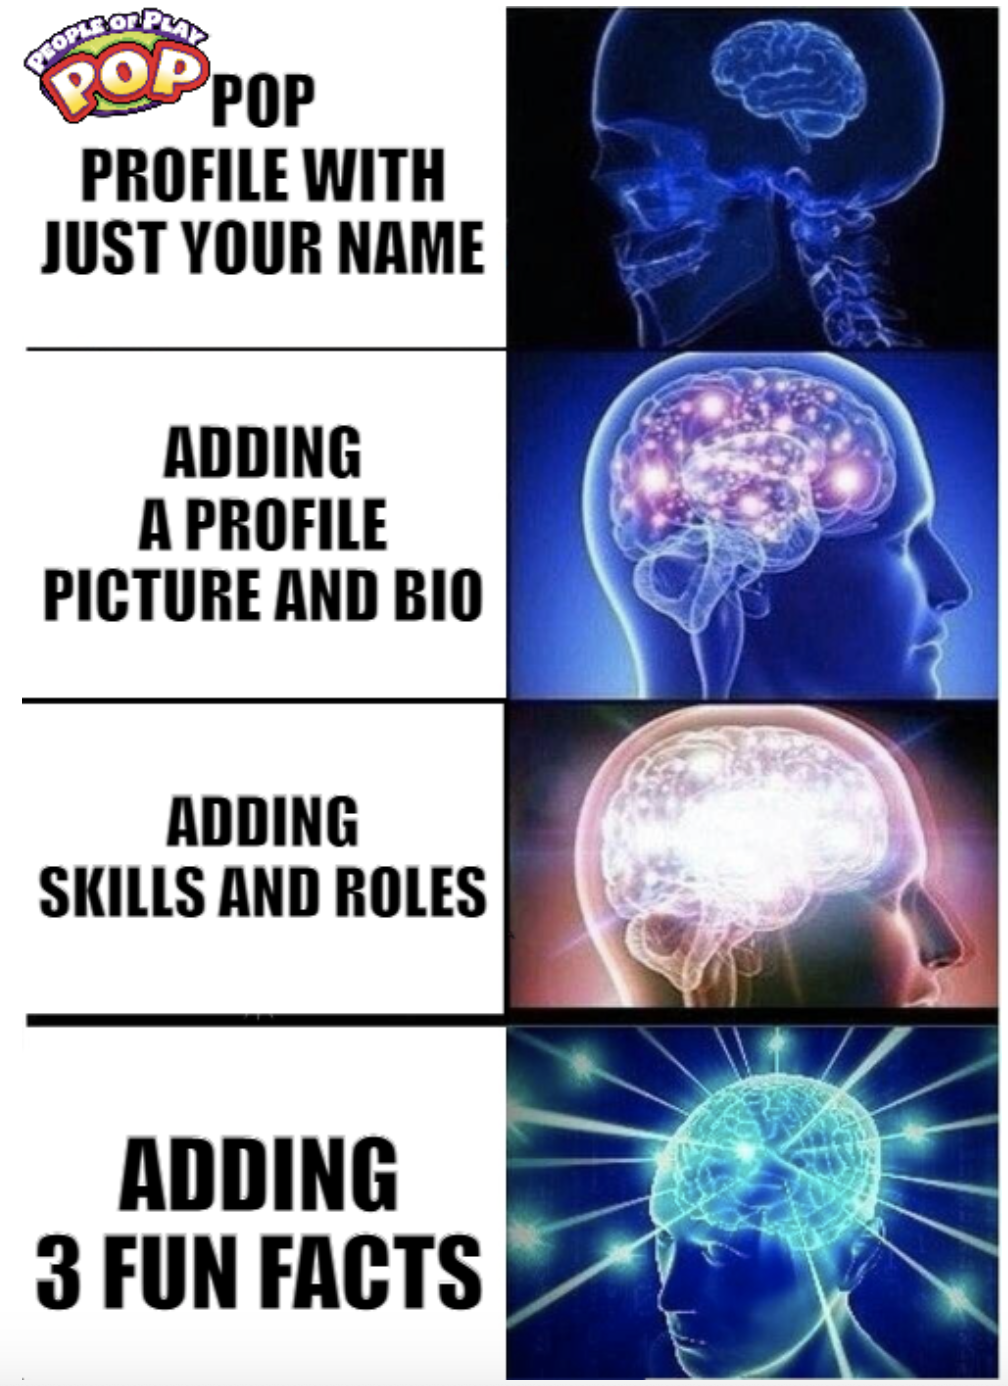 PEOPLE OF PLAY
POP
POP
PROFILE WITH
JUST YOUR NAME
ADDING
A PROFILE
PICTURE AND BIO
ADDING
SKILLS AND ROLES
ADDING
3 FUN FACTS